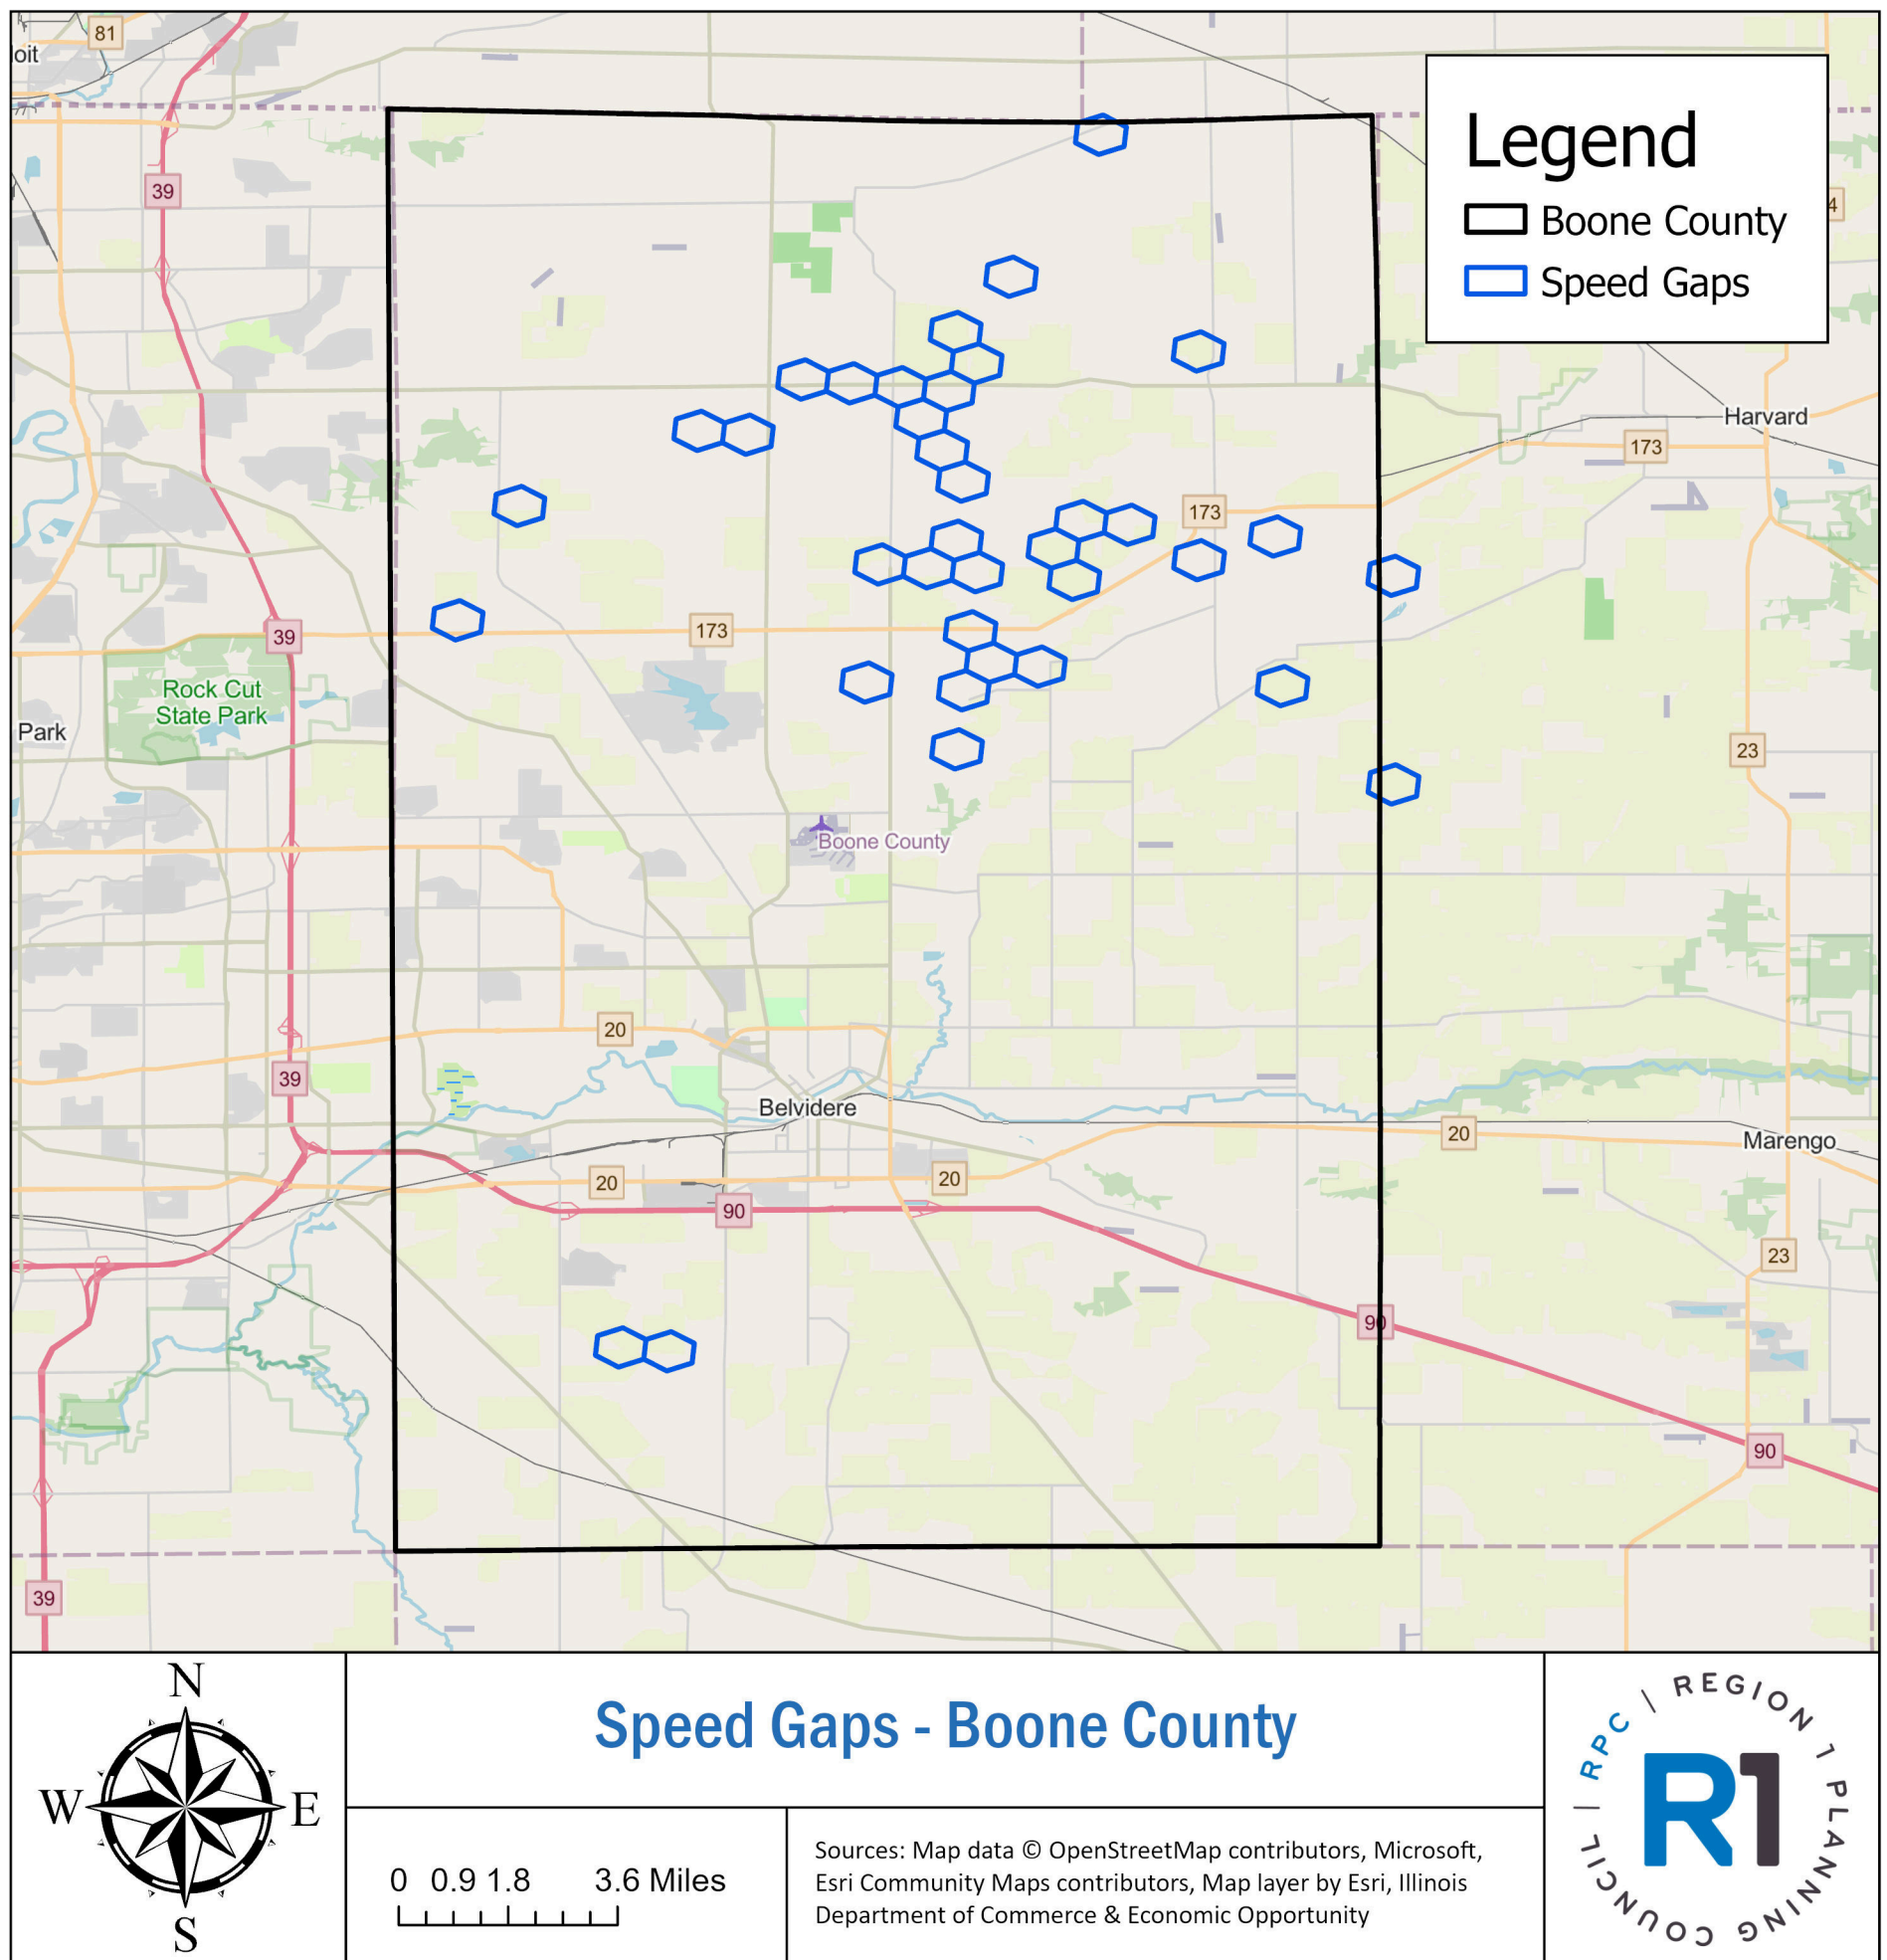 81
loit
39
Legend
Boone County
Speed Gaps
4
Harvard
173
173
39
173
Rock Cut
State Park
Park
23
Boone County
20
39
Belvidere
20
Marengo
20
20
90
23
90
90
39
N
W
E
S
Speed Gaps - Boone County
0 0.9 1.8 3.6 Miles
Sources: Map data © OpenStreetMap contributors, Microsoft,
Esri Community Maps contributors, Map layer by Esri, Illinois
Department of Commerce & Economic Opportunity
RPC | REGION 1 PLANNING COUNCIL |
R1